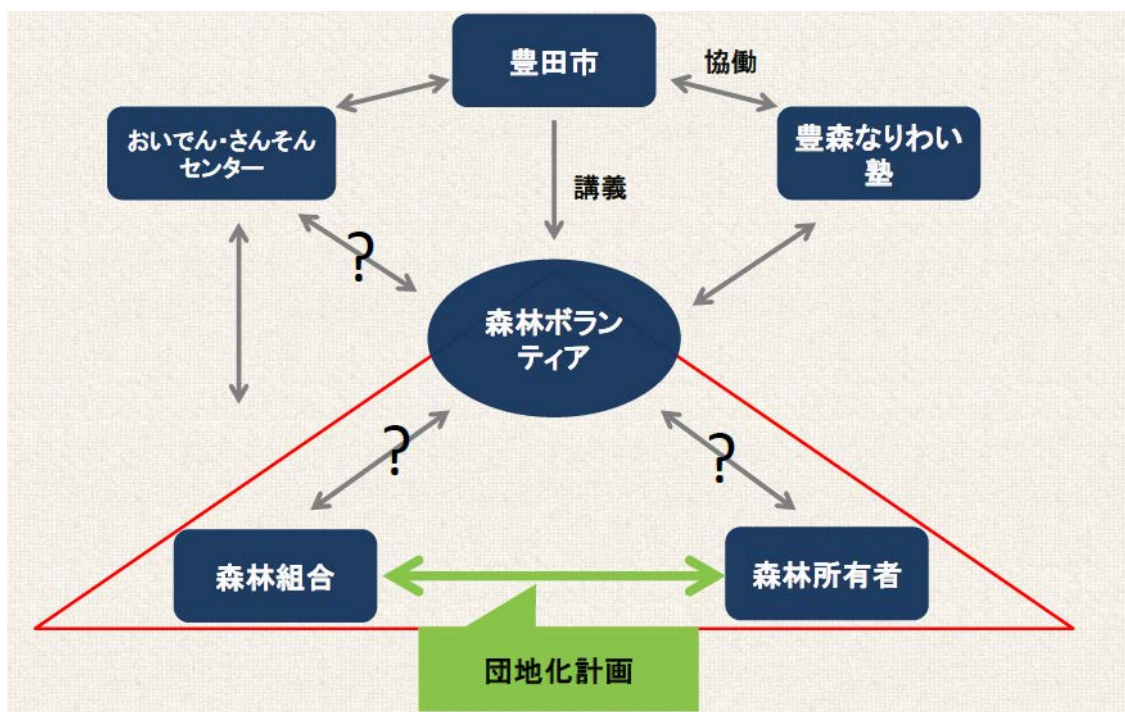 豊田市
協働
おいでん・さんそん
センター
豊森なりわい
塾
講義
?
森林ボラン
ティア
?
?
森林組合
森林所有者
団地化計画